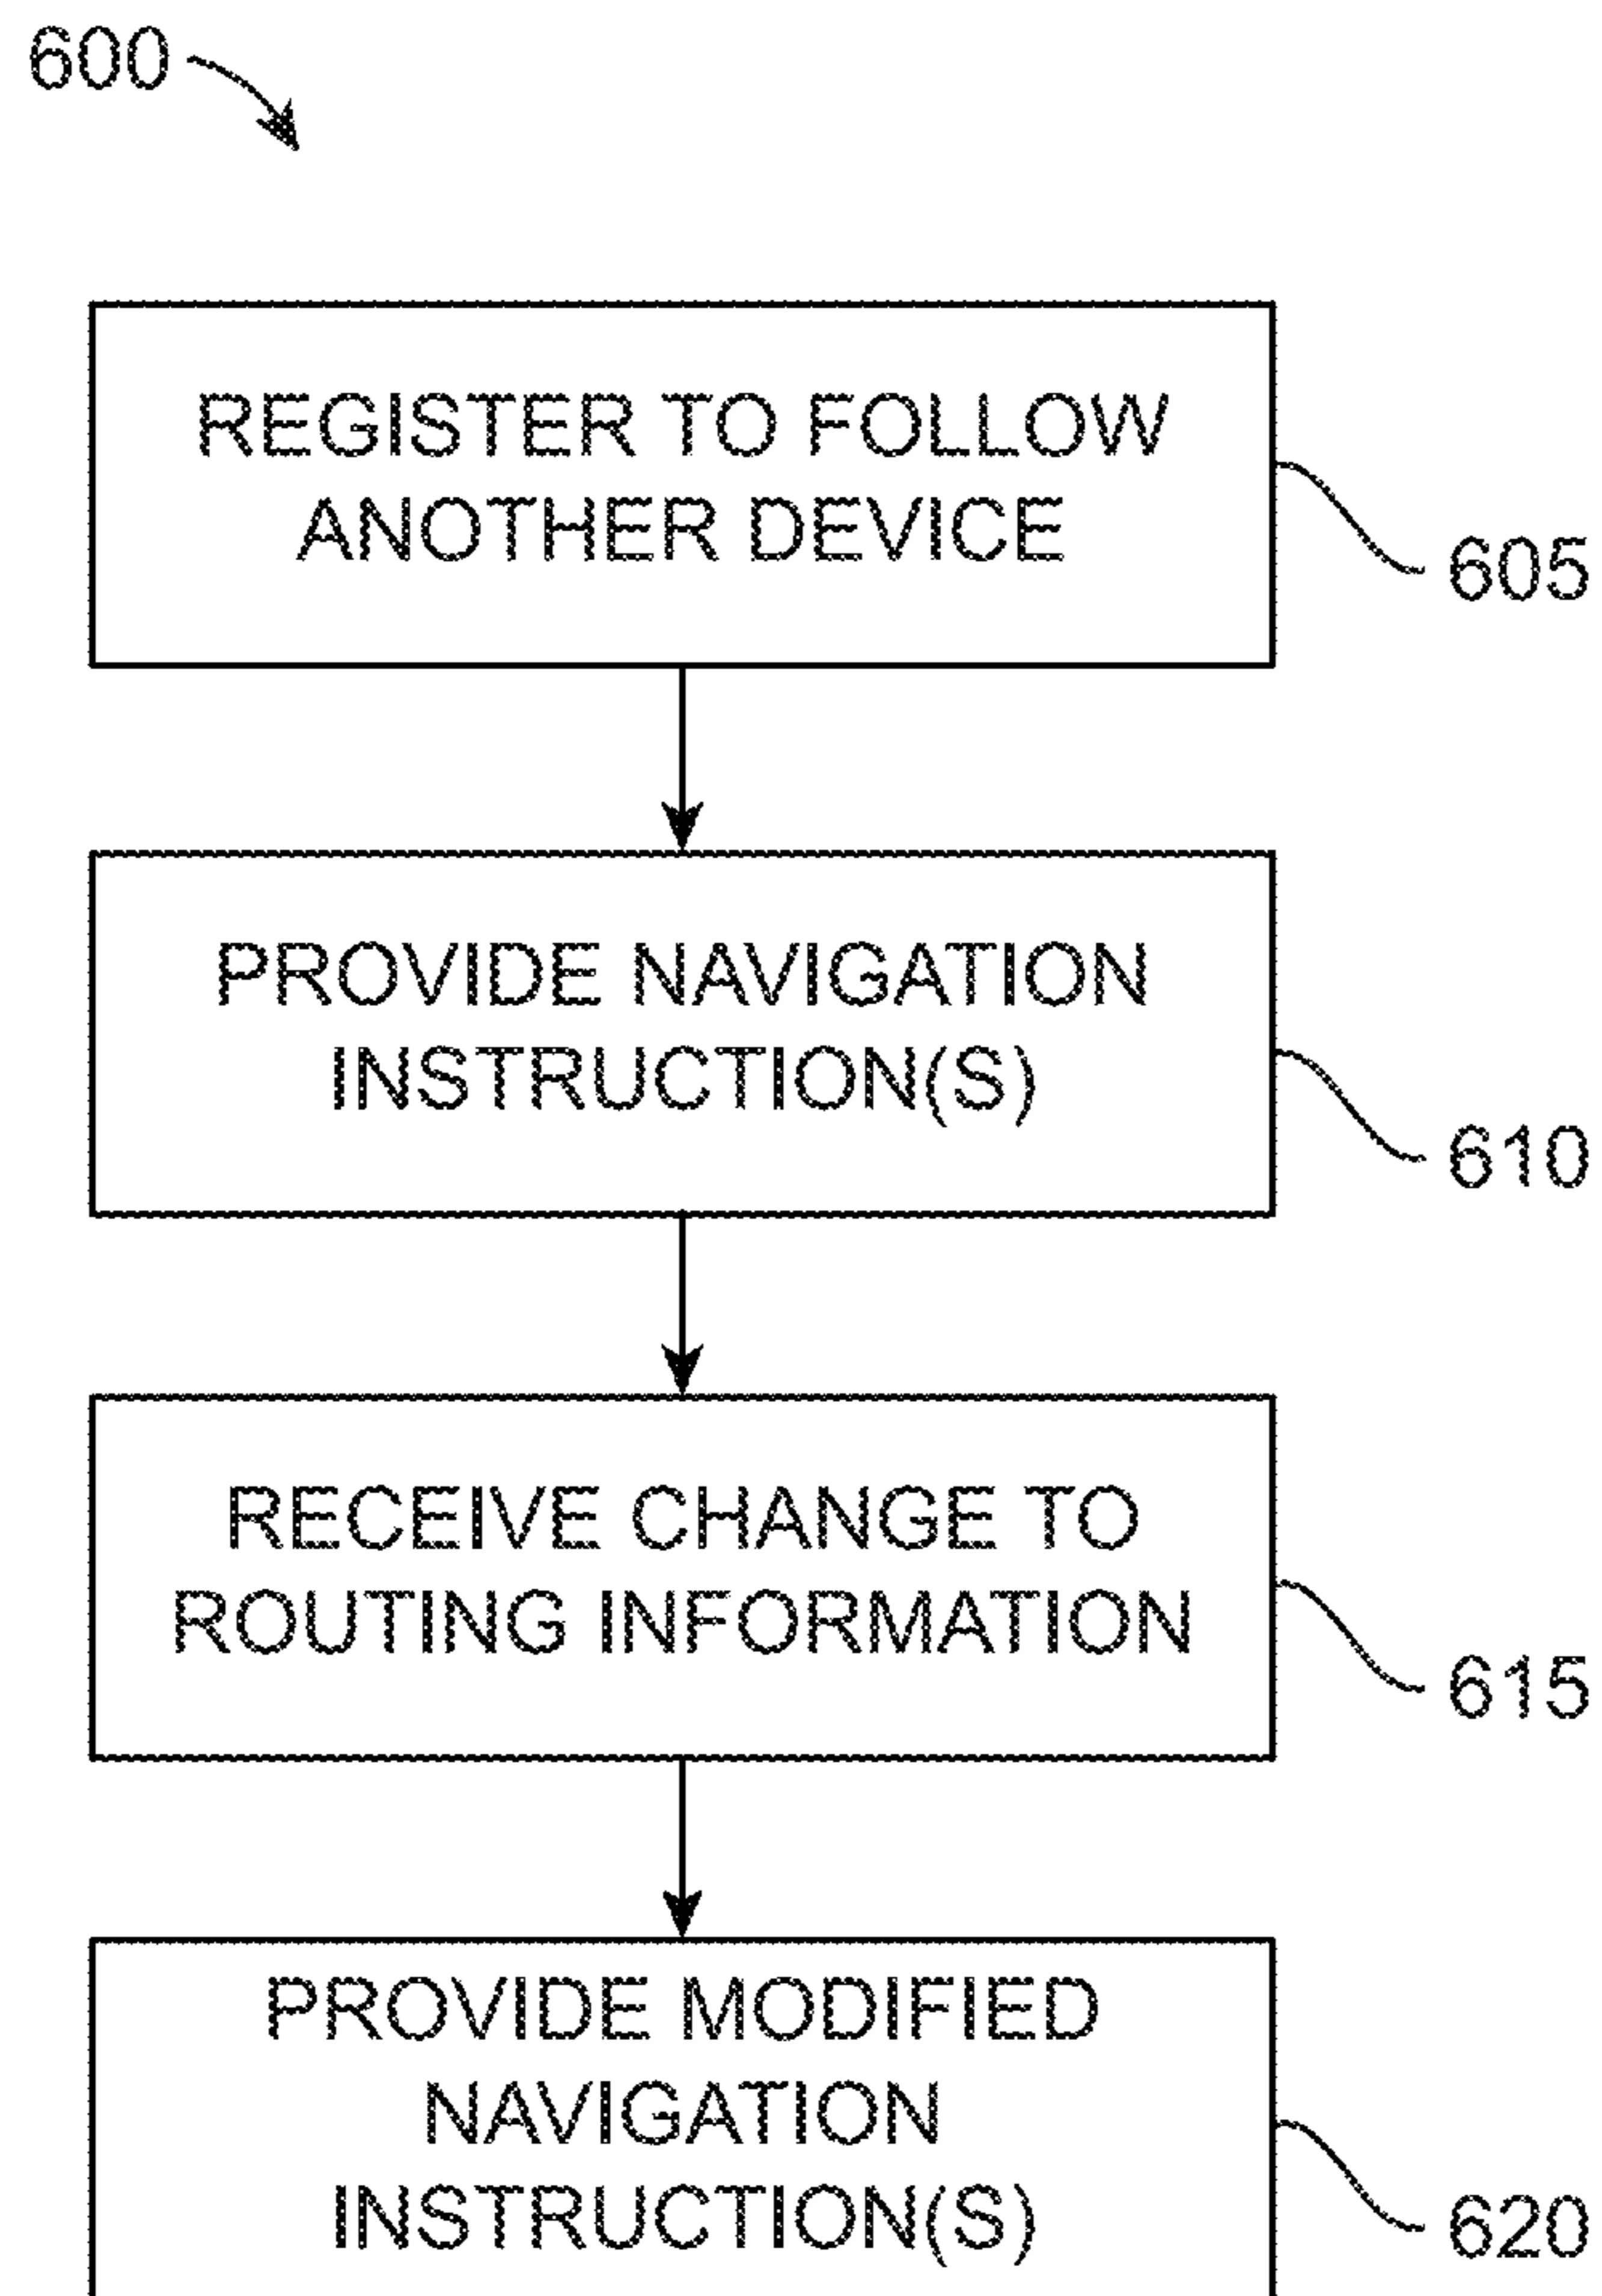 600
REGISTER TO FOLLOW
ANOTHER DEVICE
605
PROVIDE NAVIGATION
INSTRUCTION(S)
610
RECEIVE CHANGE TO
ROUTING INFORMATION
615
PROVIDE MODIFIED
NAVIGATION
INSTRUCTION(S)
620